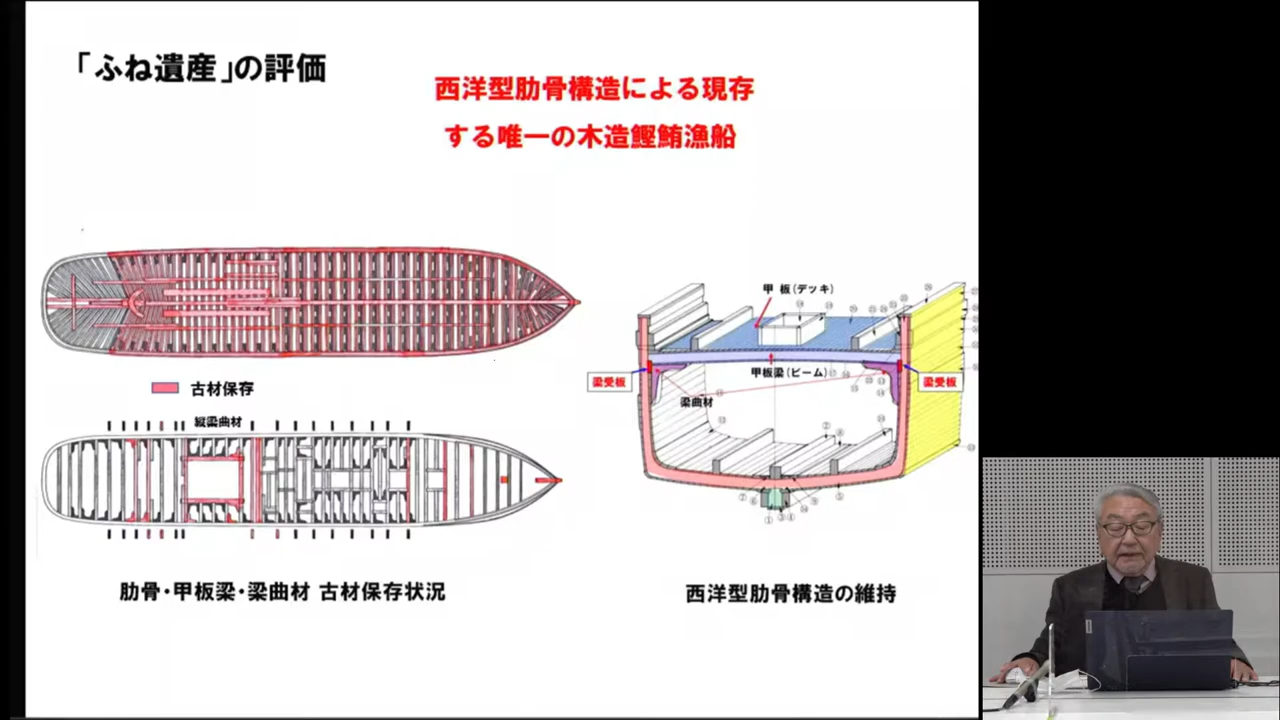 「ふね遺産」の評価
西洋型肋骨構造による現存
する唯一の木造鰹鮪漁船
古材保存
縦梁曲材
肋骨・甲板梁・梁曲材 古材保存状況
甲 板(デッキ)
甲板梁(ビーム)
梁受板
梁受板
梁曲材
西洋型肋骨構造の維持